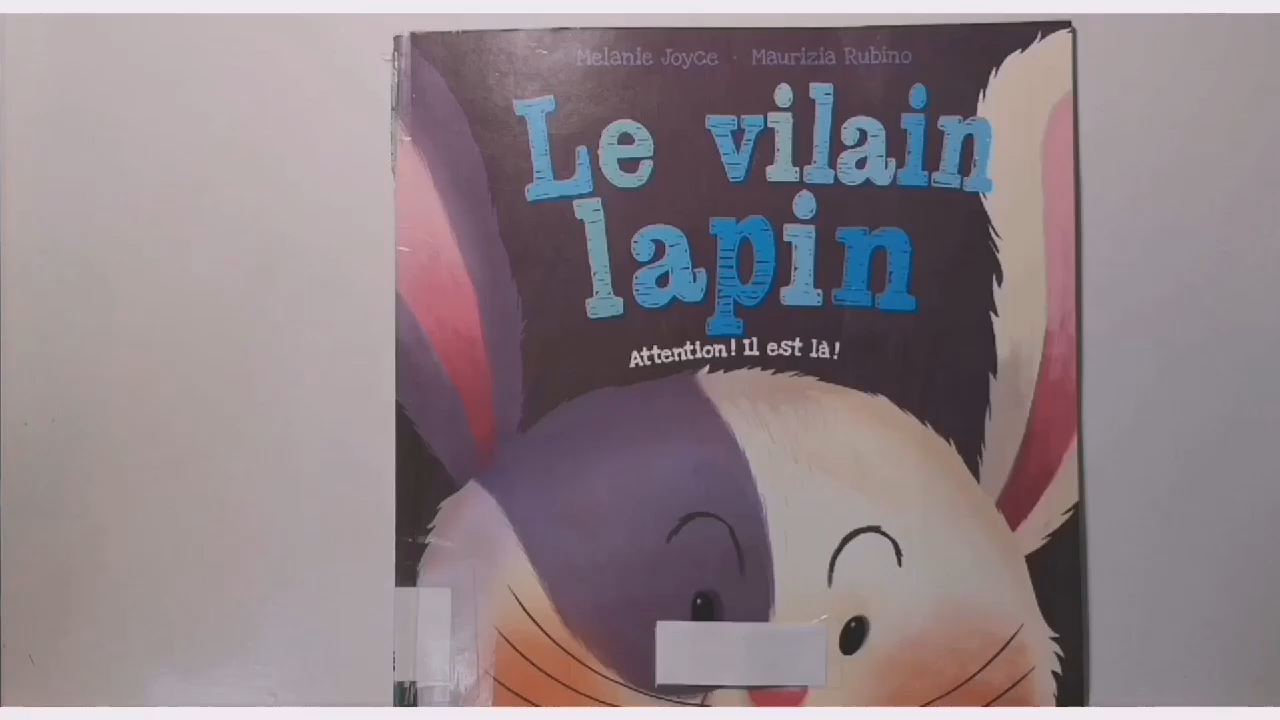 Melanie Joyce · Maurizia Rubino
Le vilain
lapin
Attention! Il est là!